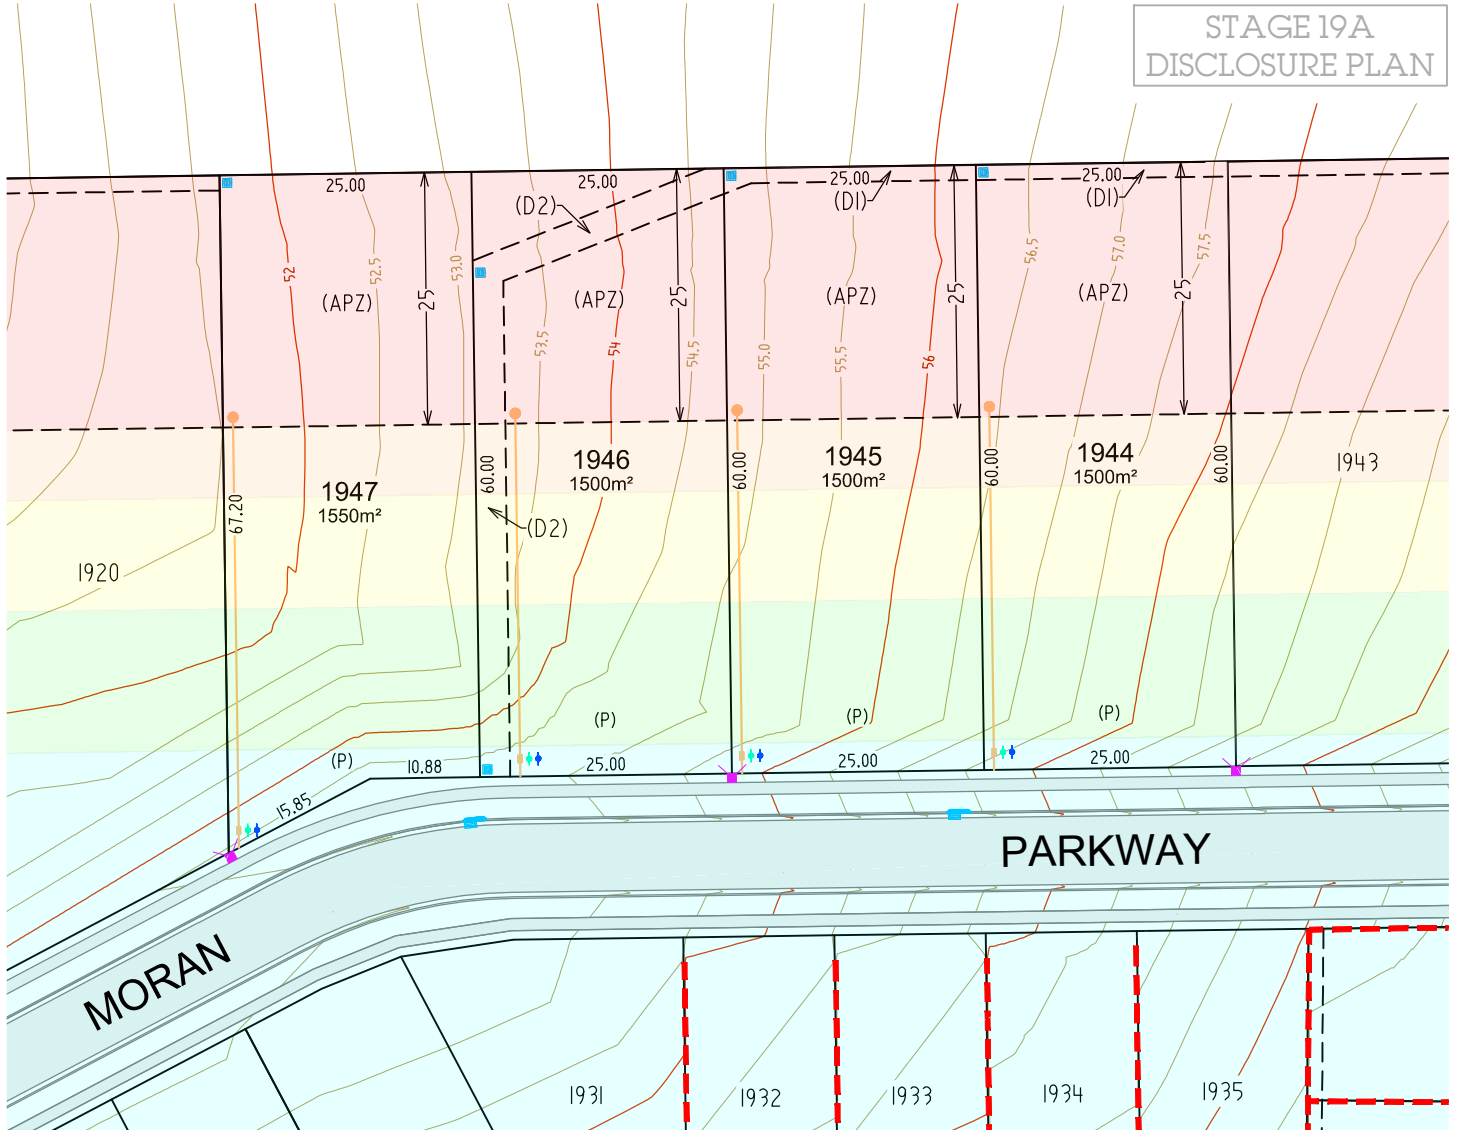 STAGE 19A
DISCLOSURE PLAN
25.00
25.00
25.00
25.00
(D2)
(D1)
(D1)
52
52.5
53.0
53.5
54
54.5
55.0
55.5
56
56.5
57.0
57.5
25
25
25
25
(APZ)
(APZ)
(APZ)
(APZ)
1947
1550m²
1946
1500m²
1945
1500m²
1944
1500m²
1943
67.20
60.00
60.00
60.00
60.00
(D2)
1920
(P)
(P)
(P)
(P)
15.85
10.88
25.00
25.00
25.00
MORAN
PARKWAY
1931
1932
1933
1934
1935